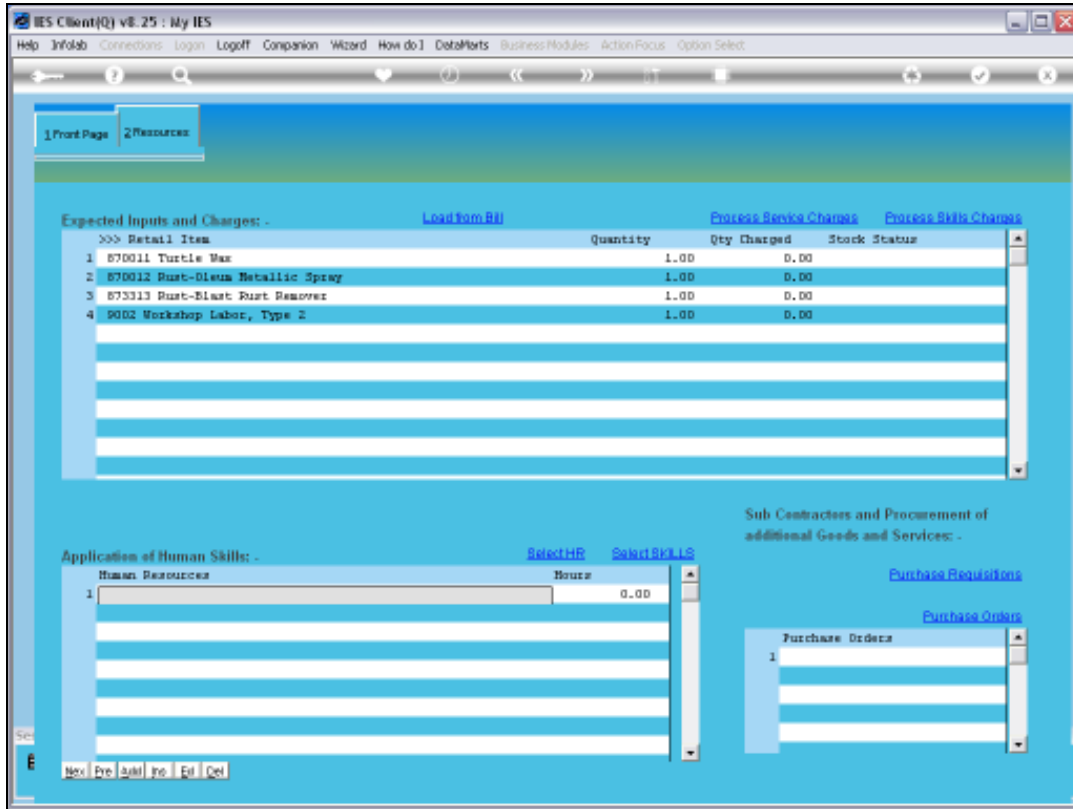 IES Client(Q) v8.25 : My IES
Help Infolab Connections Logon Logoff Companion Wizard How do I DataMarts Business Modules Action Focus Option Select
1 Front Page 2 Resources
Expected Inputs and Charges: - Load from Bill Process Service Charges Process Skills Charges
>>> Retail Item Quantity Qty Charged Stock Status
1 870011 Turtle Wax 1.00 0.00
2 870012 Rust-Oleum Metallic Spray 1.00 0.00
3 873313 Rust-Blast Rust Remover 1.00 0.00
4 9002 Workshop Labor, Type 2 1.00 0.00
Sub Contractors and Procurement of
additional Goods and Services: -
Application of Human Skills: - Select HR Select SKILLS
Human Resources Hours
Purchase Requisitions
1 0.00
Purchase Orders
Purchase Orders
1
Nex Pre Add Ins Ed Del